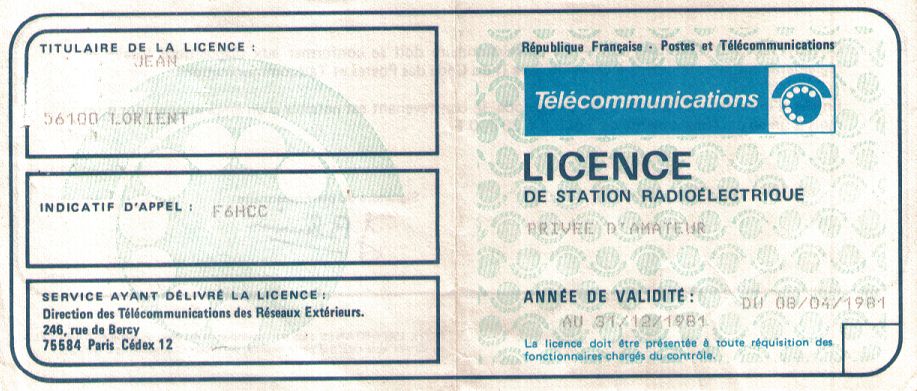 TITULAIRE DE LA LICENCE :
JEAN
56100 LORIENT
INDICATIF D'APPEL : F6HCC
SERVICE AYANT DÉLIVRÉ LA LICENCE :
Direction des Télécommunications des Réseaux Extérieurs.
246, rue de Bercy
75584 Paris Cédex 12
République Française - Postes et Télécommunications
Télécommunications
LICENCE
DE STATION RADIOÉLECTRIQUE
PRIVEE D'AMATEUR
ANNÉE DE VALIDITÉ : DU 08/04/1981
AU 31/12/1981
La licence doit être présentée à toute réquisition des
fonctionnaires chargés du contrôle.